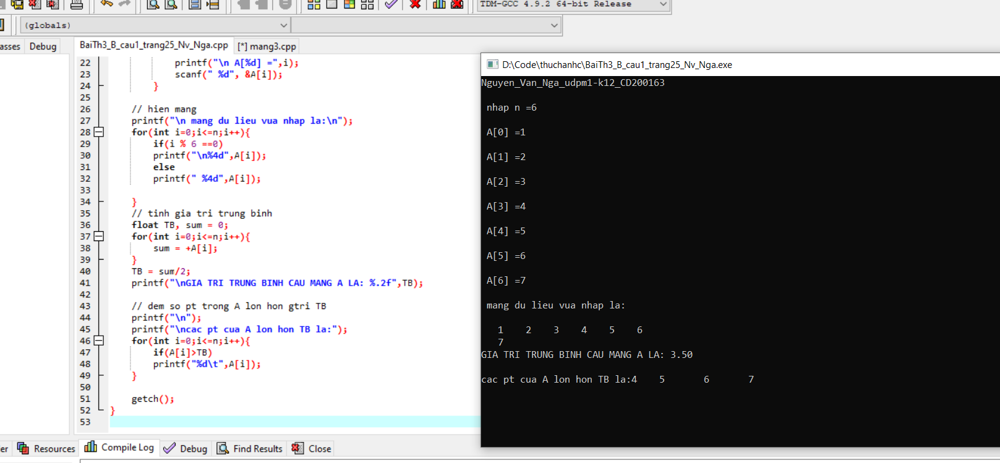 TDM-GCC 4.9.2 64-bit Release
(globals)
asses Debug
BaiTh3_B_cau1_trang25_Nv_Nga.cpp [*] mang3.cpp
22 printf("\n A[%d] =",i);
23 scanf(" %d", &A[i]);
24 }
25
26 // hien mang
27 printf("\n mang du lieu vua nhap la:\n");
28 for(int i=0;i<=n;i++){
29 if(i % 6 ==0)
30 printf("\n%4d",A[i]);
31 else
32 printf(" %4d",A[i]);
33
34 }
35 // tinh gia tri trung binh
36 float TB, sum = 0;
37 for(int i=0;i<=n;i++){
38 sum = +A[i];
39 }
40 TB = sum/2;
41 printf("\nGIA TRI TRUNG BINH CAU MANG A LA: %.2f",TB);
42
43 // dem so pt trong A lon hon gtri TB
44 printf("\n");
45 printf("\ncac pt cua A lon hon TB la:");
46 for(int i=0;i<=n;i++){
47 if(A[i]>TB)
48 printf("%d\t",A[i]);
49 }
50
51 getch();
52 }
53
er Resources Compile Log Debug Find Results Close
D:\Code\thuchanhc\BaiTh3_B_cau1_trang25_Nv_Nga.exe
Nguyen_Van_Nga_udpm1-k12_CD200163
nhap n =6
A[0] =1
A[1] =2
A[2] =3
A[3] =4
A[4] =5
A[5] =6
A[6] =7
mang du lieu vua nhap la:
1 2 3 4 5 6
7
GIA TRI TRUNG BINH CAU MANG A LA: 3.50
cac pt cua A lon hon TB la:4 5 6 7